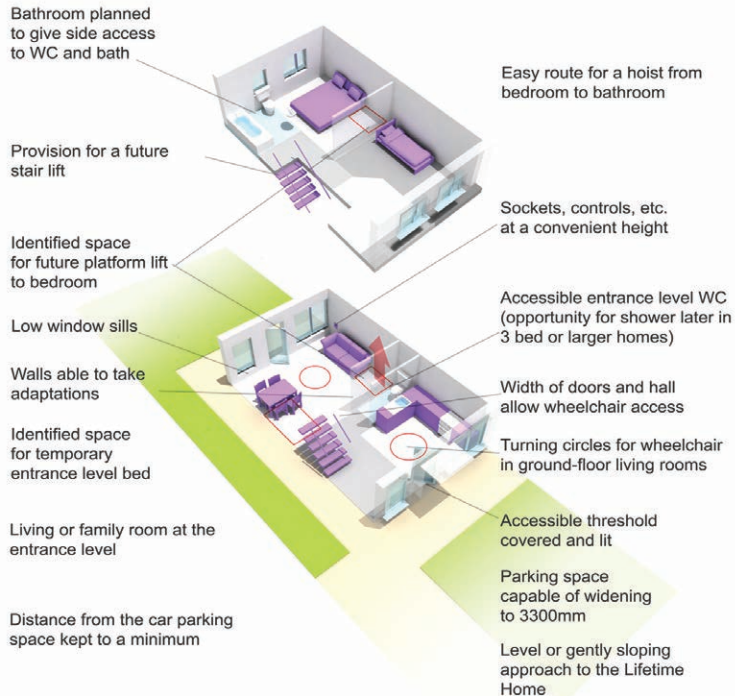 Bathroom planned
to give side access
to WC and bath
Provision for a future
stair lift
Identified space
for future platform lift
to bedroom
Low window sills
Walls able to take
adaptations
Identified space
for temporary
entrance level bed
Living or family room at the
entrance level
Distance from the car parking
space kept to a minimum
Easy route for a hoist from
bedroom to bathroom
Sockets, controls, etc.
at a convenient height
Accessible entrance level WC
(opportunity for shower later in
3 bed or larger homes)
Width of doors and hall
allow wheelchair access
Turning circles for wheelchair
in ground-floor living rooms
Accessible threshold
covered and lit
Parking space
capable of widening
to 3300mm
Level or gently sloping
approach to the Lifetime
Home